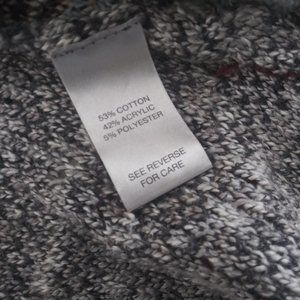 53% COTTON
42% ACRYLIC
5% POLYESTER
SEE REVERSE
FOR CARE